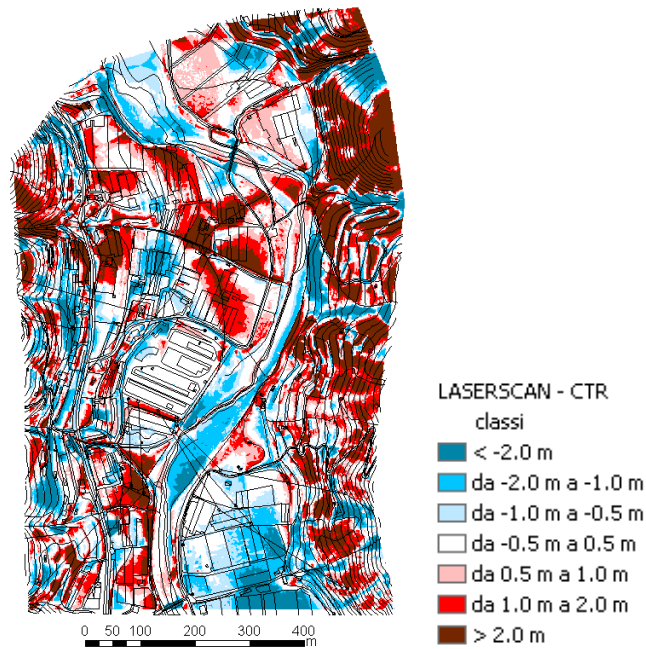 LASERSCAN - CTR
classi
< -2.0 m
da -2.0 m a -1.0 m
da -1.0 m a -0.5 m
da -0.5 m a 0.5 m
da 0.5 m a 1.0 m
da 1.0 m a 2.0 m
> 2.0 m
0 50 100 200 300 400
m